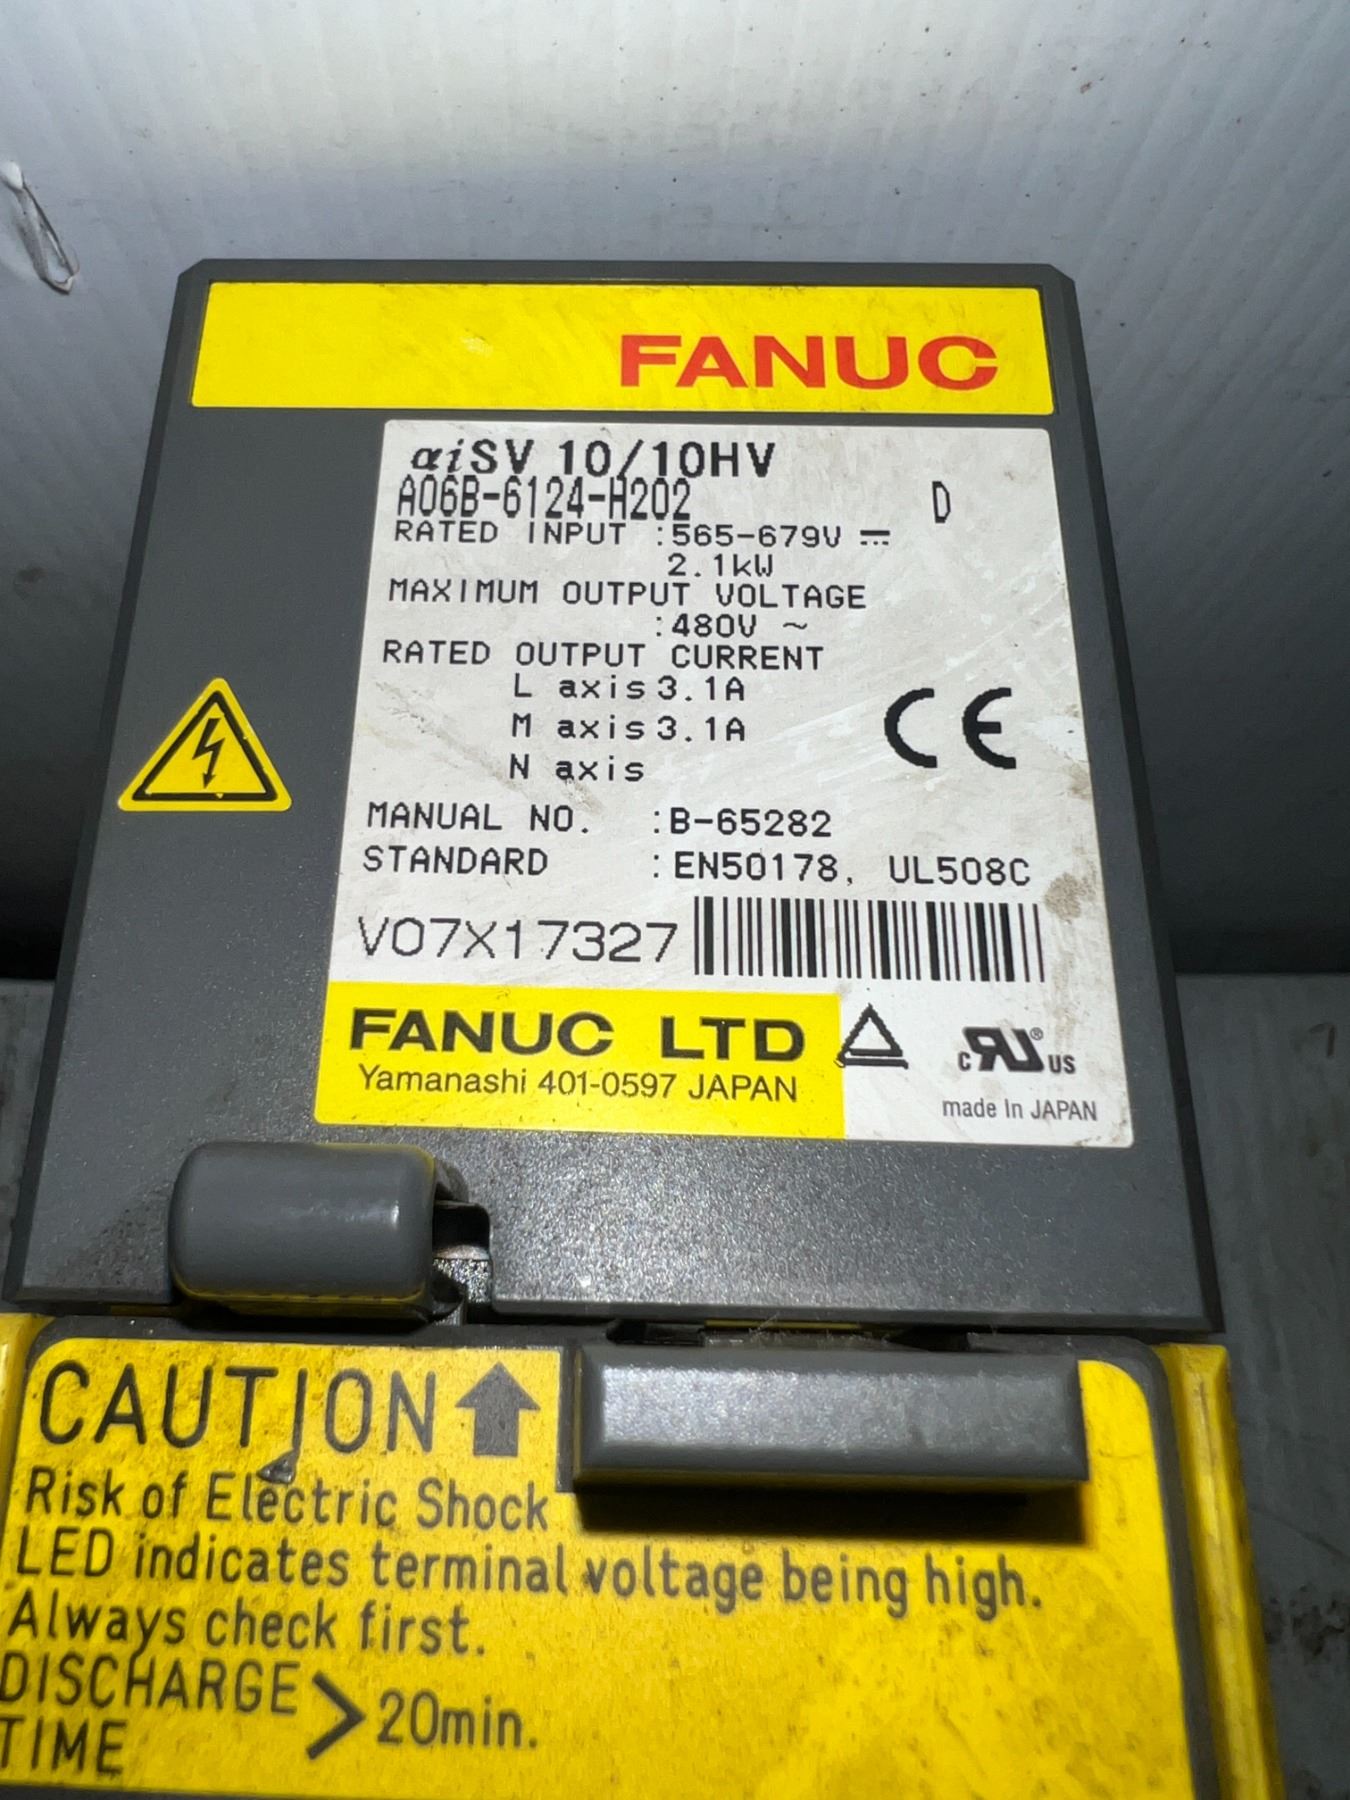 FANUC
αiSV 10/10HV
A06B-6124-H202 D
RATED INPUT :565-679V ⎓
2.1kW
MAXIMUM OUTPUT VOLTAGE
:480V ~
RATED OUTPUT CURRENT
L axis 3.1A
M axis 3.1A
N axis
CE
MANUAL NO. :B-65282
STANDARD :EN50178, UL508C
V07X17327
FANUC LTD
Yamanashi 401-0597 JAPAN
c RU ® US
made In JAPAN
CAUTION
Risk of Electric Shock
LED indicates terminal voltage being high.
Always check first.
DISCHARGE
TIME > 20min.